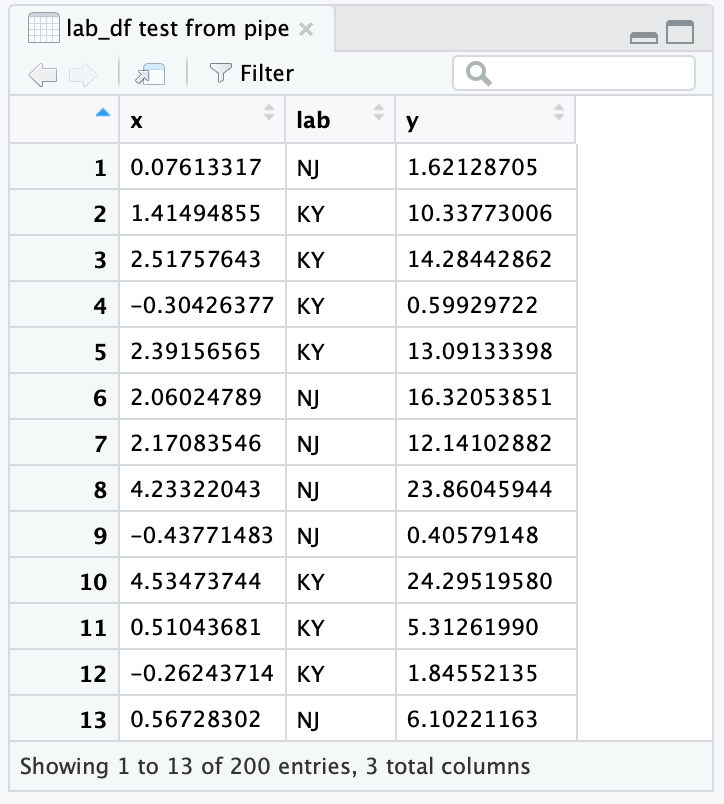 lab_df test from pipe
Filter
x lab y
1 0.07613317 NJ 1.62128705
2 1.41494855 KY 10.33773006
3 2.51757643 KY 14.28442862
4 −0.30426377 KY 0.59929722
5 2.39156565 KY 13.09133398
6 2.06024789 NJ 16.32053851
7 2.17083546 NJ 12.14102882
8 4.23322043 NJ 23.86045944
9 −0.43771483 NJ 0.40579148
10 4.53473744 KY 24.29519580
11 0.51043681 KY 5.31261990
12 −0.26243714 KY 1.84552135
13 0.56728302 NJ 6.10221163
Showing 1 to 13 of 200 entries, 3 total columns